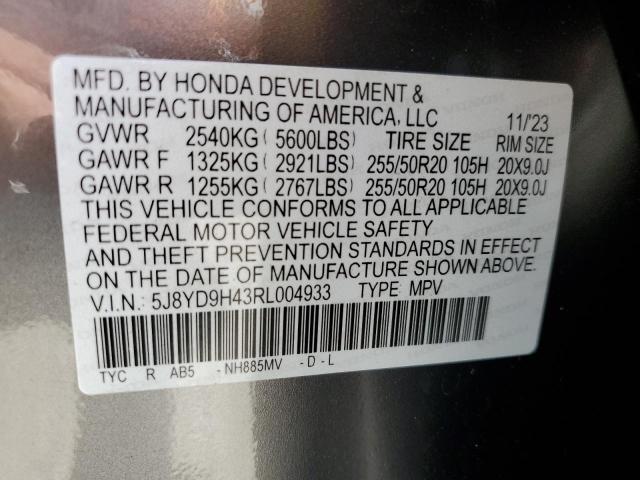 MFD. BY HONDA DEVELOPMENT &
MANUFACTURING OF AMERICA, LLC 11/'23
GVWR 2540KG ( 5600LBS) TIRE SIZE RIM SIZE
GAWR F 1325KG ( 2921LBS) 255/50R20 105H 20X9.0J
GAWR R 1255KG ( 2767LBS) 255/50R20 105H 20X9.0J
THIS VEHICLE CONFORMS TO ALL APPLICABLE
FEDERAL MOTOR VEHICLE SAFETY
AND THEFT PREVENTION STANDARDS IN EFFECT
ON THE DATE OF MANUFACTURE SHOWN ABOVE.
V.I.N.: 5J8YD9H43RL004933 TYPE: MPV
TYC R AB5 -NH885MV -D-L